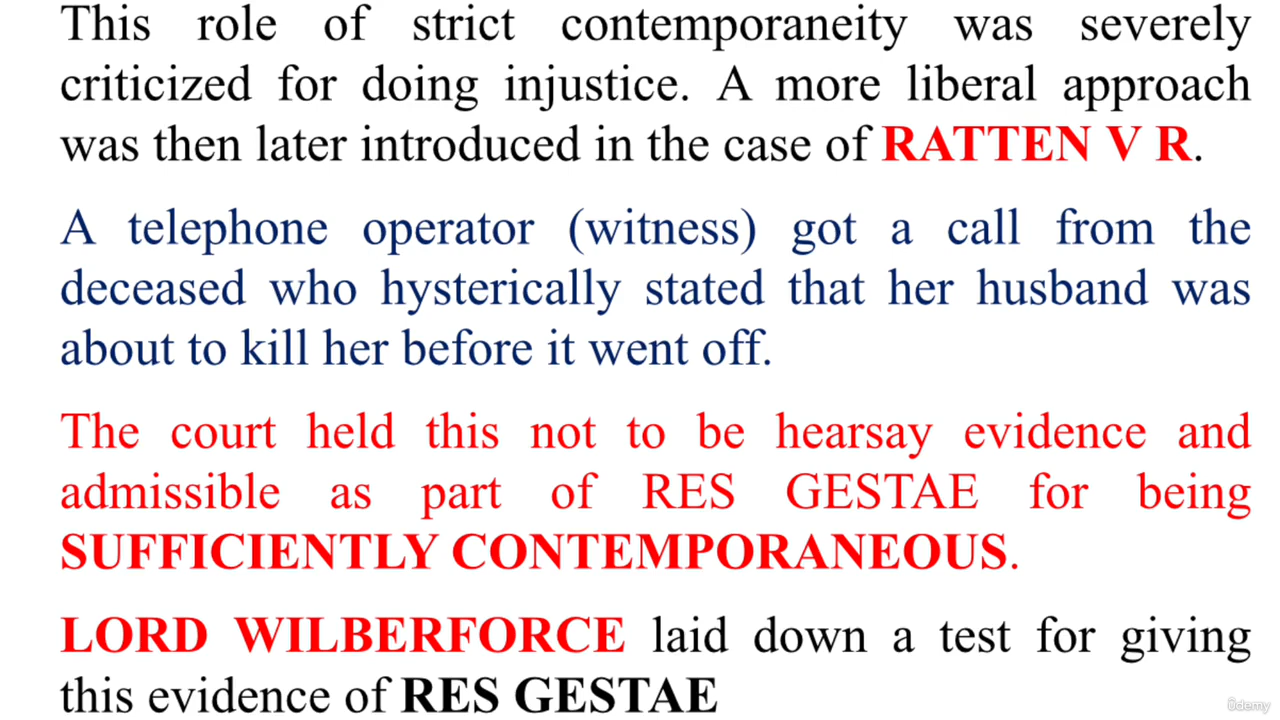 This role of strict contemporaneity was severely
criticized for doing injustice. A more liberal approach
was then later introduced in the case of RATTEN V R.
A telephone operator (witness) got a call from the
deceased who hysterically stated that her husband was
about to kill her before it went off.
The court held this not to be hearsay evidence and
admissible as part of RES GESTAE for being
SUFFICIENTLY CONTEMPORANEOUS.
LORD WILBERFORCE laid down a test for giving
this evidence of RES GESTAE
ûdemy